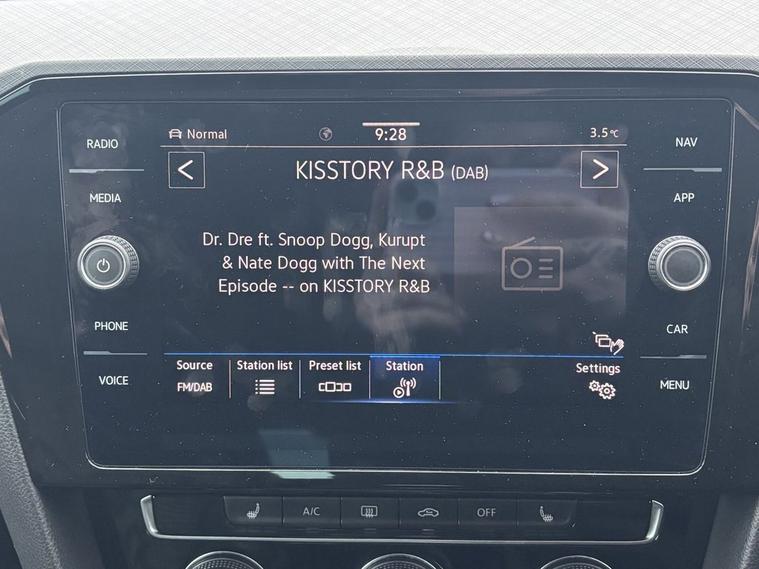 RADIO
MEDIA
PHONE
VOICE
Normal
9:28
3.5°C
KISSTORY R&B (DAB)
Dr. Dre ft. Snoop Dogg, Kurupt
& Nate Dogg with The Next
Episode -- on KISSTORY R&B
Source
FM/DAB
Station list
Preset list
Station
Settings
NAV
APP
CAR
MENU
A/C
OFF